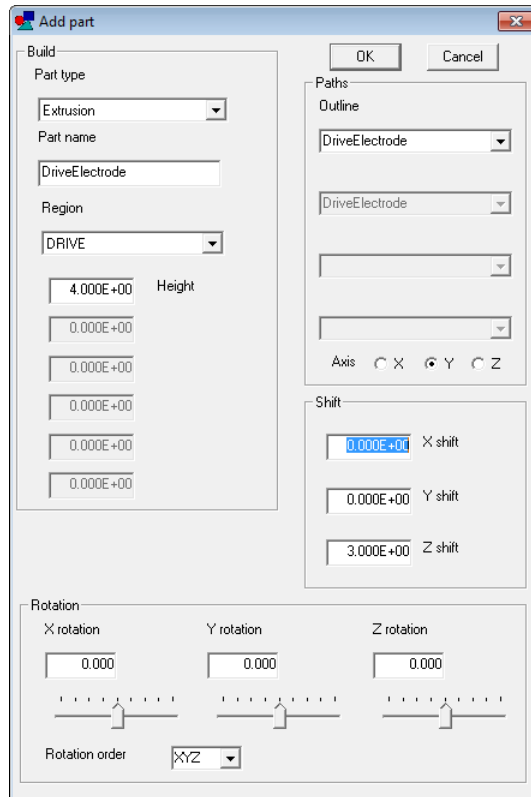 Add part
Build
Part type
Extrusion
Part name
DriveElectrode
Region
DRIVE
4.000E+00 Height
0.000E+00
0.000E+00
0.000E+00
0.000E+00
0.000E+00
OK Cancel
Paths
Outline
DriveElectrode
DriveElectrode
Axis X Y Z
Shift
0.000E+00 X shift
0.000E+00 Y shift
3.000E+00 Z shift
Rotation
X rotation Y rotation Z rotation
0.000 0.000 0.000
Rotation order XYZ